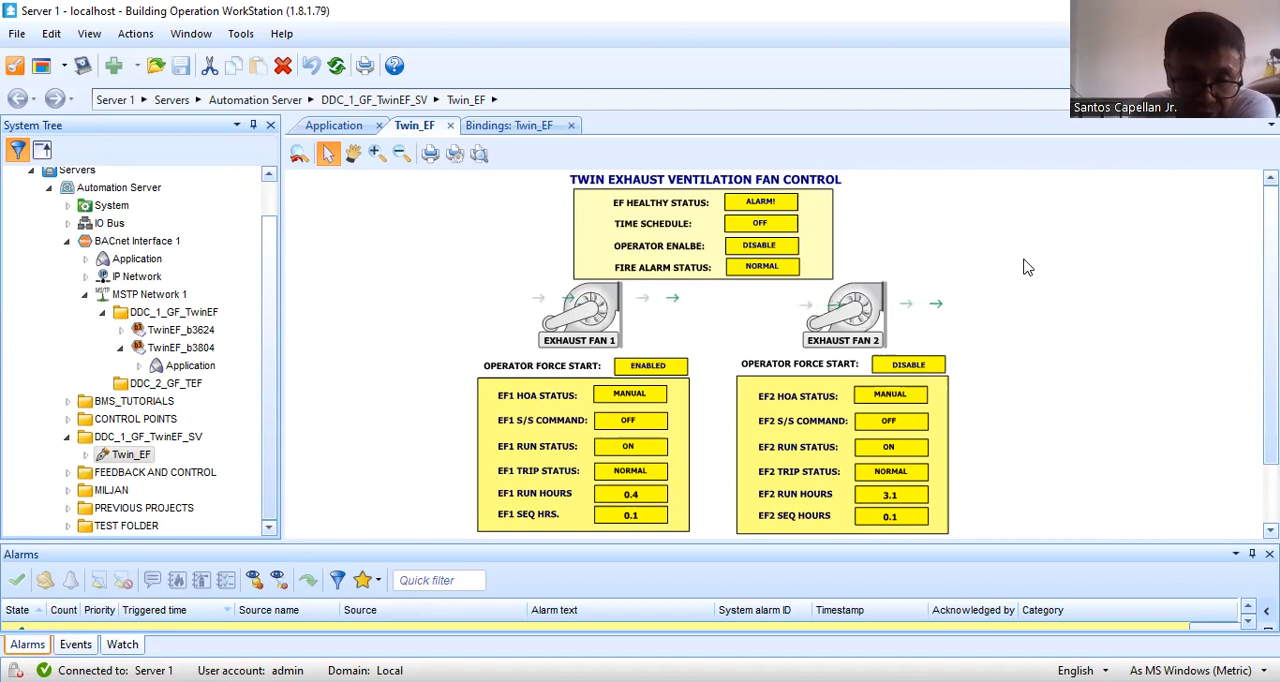 Server 1 - localhost - Building Operation WorkStation (1.8.1.79)
File Edit View Actions Window Tools Help
Santos Capellan Jr.
Server 1 Servers Automation Server DDC_1_GF_TwinEF_SV Twin_EF
System Tree
Application Twin_EF Bindings: Twin_EF
Servers
Automation Server
System
IO Bus
BACnet Interface 1
Application
IP Network
MSTP Network 1
DDC_1_GF_TwinEF
TwinEF_b3624
TwinEF_b3804
Application
DDC_2_GF_TEF
BMS_TUTORIALS
CONTROL POINTS
DDC_1_GF_TwinEF_SV
Twin_EF
FEEDBACK AND CONTROL
MILJAN
PREVIOUS PROJECTS
TEST FOLDER
TWIN EXHAUST VENTILATION FAN CONTROL
EF HEALTHY STATUS: ALARM!
TIME SCHEDULE: OFF
OPERATOR ENALBE: DISABLE
FIRE ALARM STATUS: NORMAL
EXHAUST FAN 1
OPERATOR FORCE START: ENABLED
EF1 HOA STATUS: MANUAL
EF1 S/S COMMAND: OFF
EF1 RUN STATUS: ON
EF1 TRIP STATUS: NORMAL
EF1 RUN HOURS 0.4
EF1 SEQ HRS. 0.1
EXHAUST FAN 2
OPERATOR FORCE START: DISABLE
EF2 HOA STATUS: MANUAL
EF2 S/S COMMAND: OFF
EF2 RUN STATUS: ON
EF2 TRIP STATUS: NORMAL
EF2 RUN HOURS 3.1
EF2 SEQ HOURS 0.1
Alarms
Quick filter
State Count Priority Triggered time Source name Source Alarm text System alarm ID Timestamp Acknowledged by Category
Alarms Events Watch
Connected to: Server 1 User account: admin Domain: Local English As MS Windows (Metric)